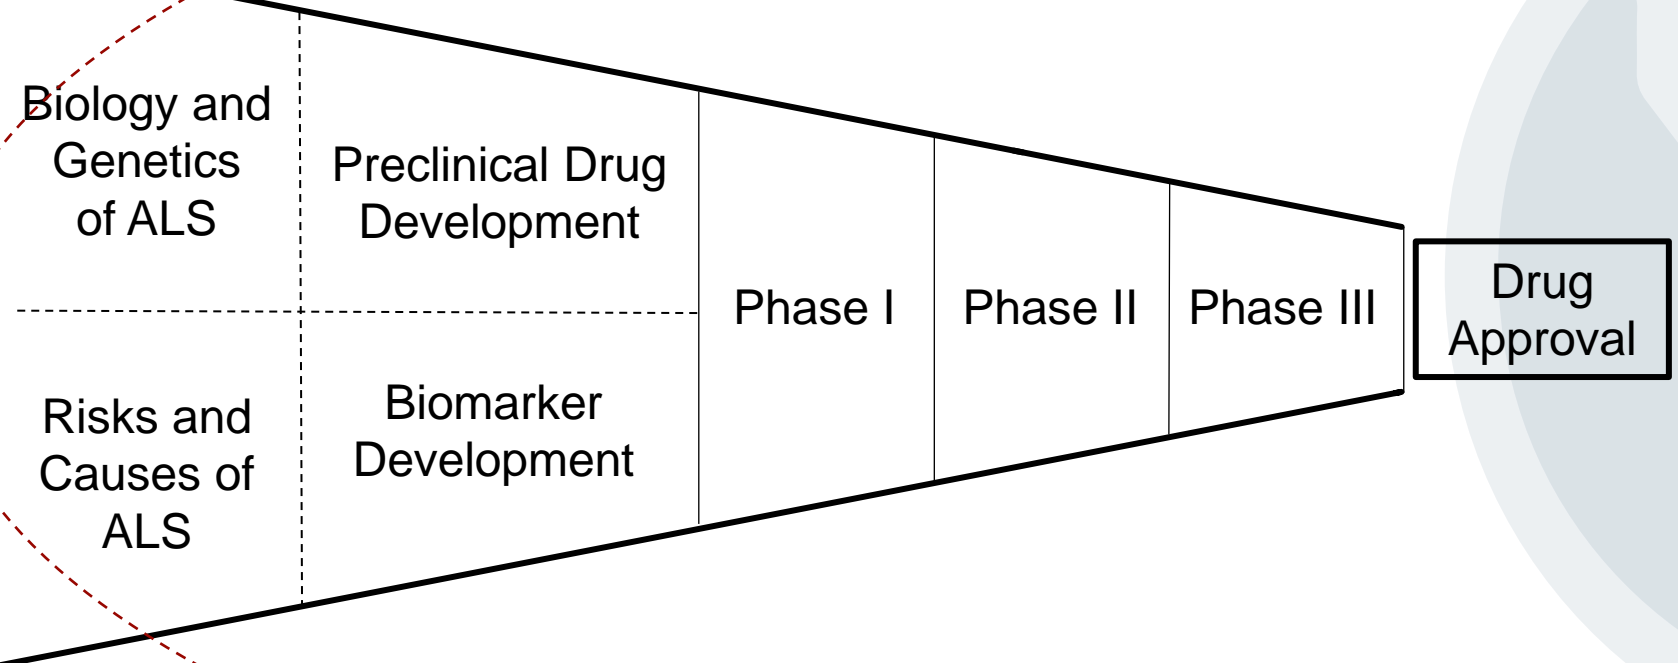 Biology and
Genetics
of ALS
Risks and
Causes of
ALS
Preclinical Drug
Development
Biomarker
Development
Phase I
Phase II
Phase III
Drug
Approval